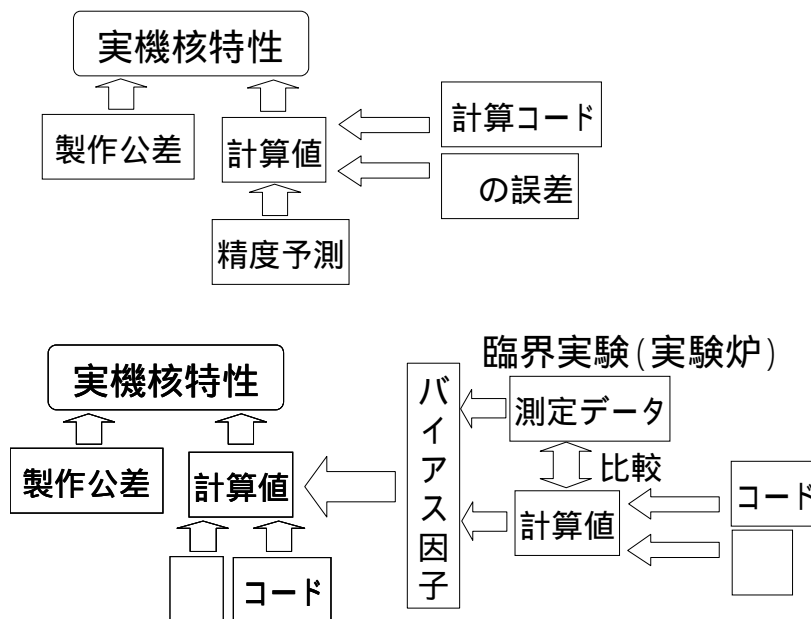 実機核特性
製作公差
計算値
計算コード
の誤差
精度予測
臨界実験(実験炉)
実機核特性
バイアス因子
測定データ
比較
製作公差
計算値
計算値
コード
コード